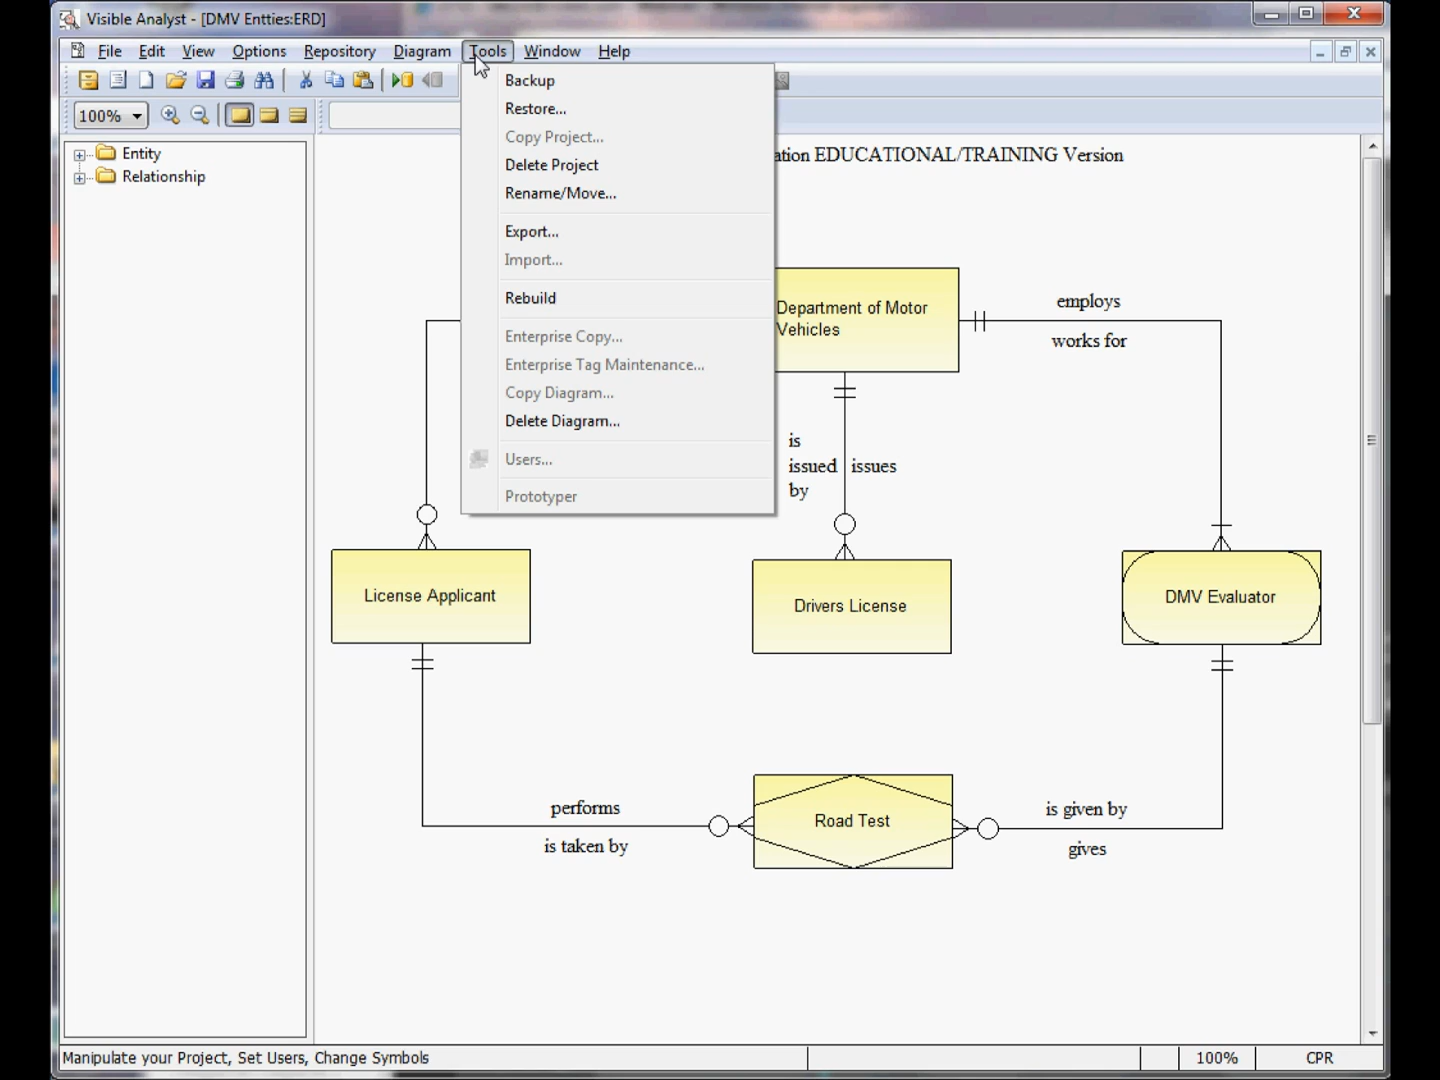 Visible Analyst - [DMV Entties:ERD]
File Edit View Options Repository Diagram Tools Window Help
100%
Entity
Relationship
Backup
Restore...
Copy Project...
Delete Project
Rename/Move...
Export...
Import...
Rebuild
Enterprise Copy...
Enterprise Tag Maintenance...
Copy Diagram...
Delete Diagram...
Users...
Prototyper
ation EDUCATIONAL/TRAINING Version
Department of Motor
Vehicles
employs
works for
is
issued
by
issues
License Applicant
Drivers License
DMV Evaluator
performs
is taken by
Road Test
is given by
gives
Manipulate your Project, Set Users, Change Symbols
100%
CPR